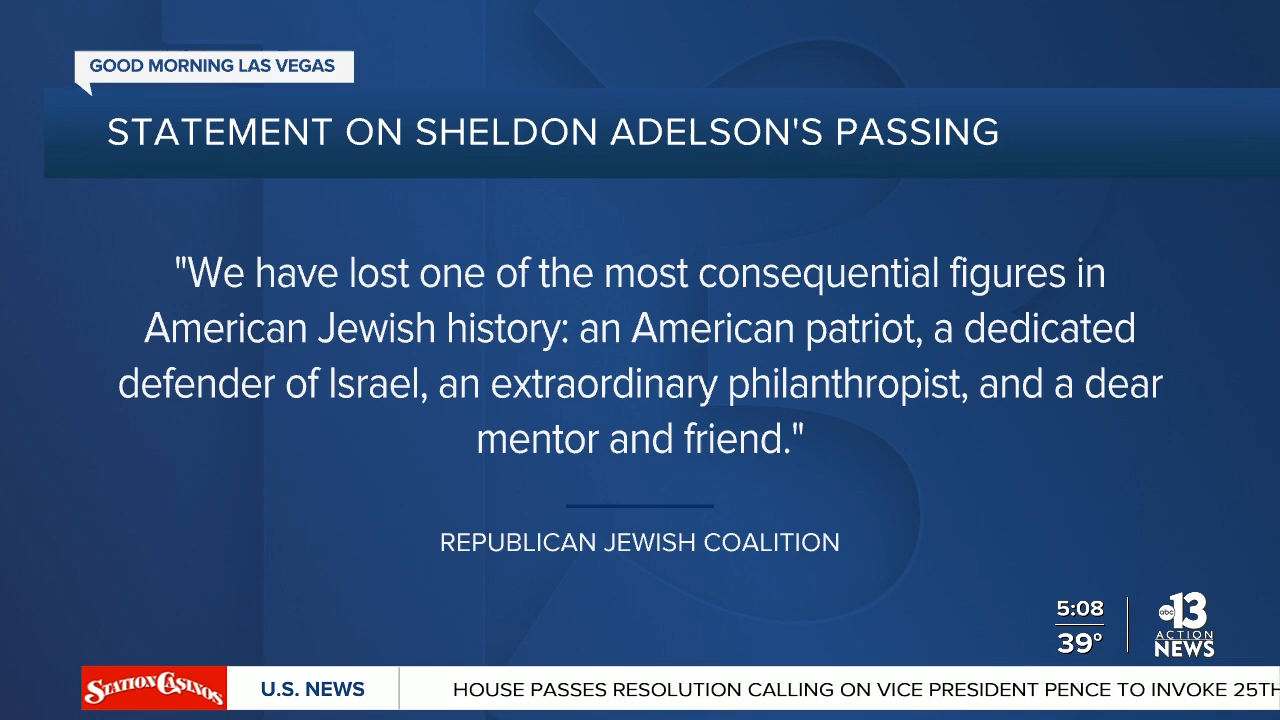 GOOD MORNING LAS VEGAS
STATEMENT ON SHELDON ADELSON'S PASSING
"We have lost one of the most consequential figures in
American Jewish history: an American patriot, a dedicated
defender of Israel, an extraordinary philanthropist, and a dear
mentor and friend."
REPUBLICAN JEWISH COALITION
5:08
39°
abc 13
ACTION
NEWS
STATION CASINOS
U.S. NEWS
HOUSE PASSES RESOLUTION CALLING ON VICE PRESIDENT PENCE TO INVOKE 25TH